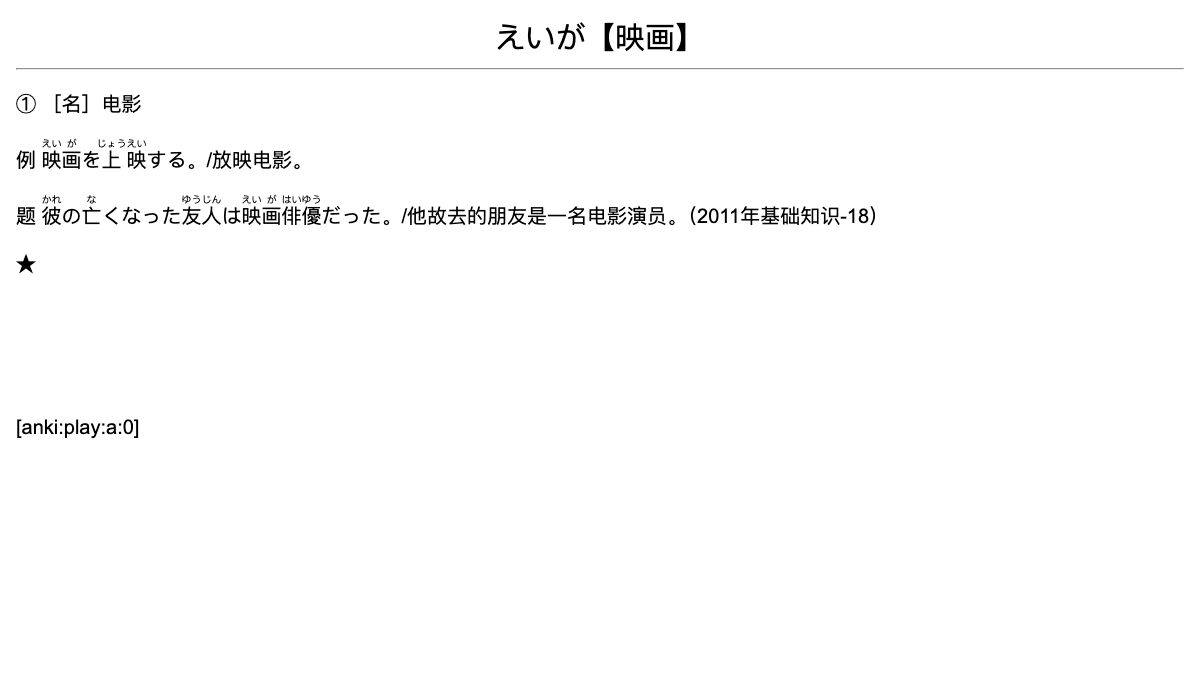 えいが【映画】
① ［名］电影
えい が じょうえい
例 映画を上映する。/放映电影。
かれ な ゆうじん えい が はいゆう
题 彼の亡くなった友人は映画俳優だった。/他故去的朋友是一名电影演员。（2011年基础知识-18）
★
[anki:play:a:0]